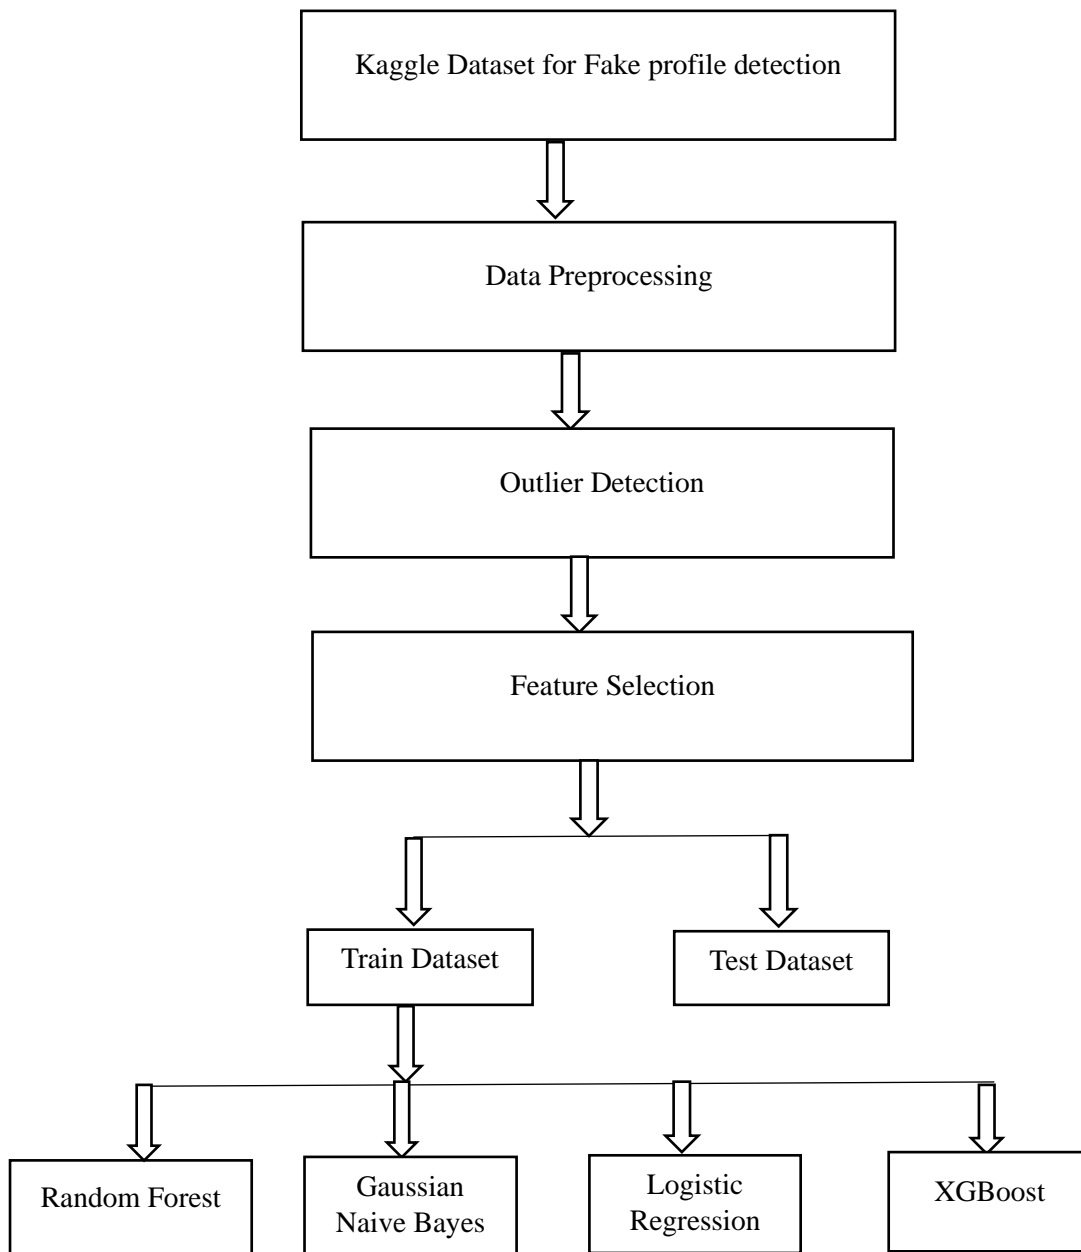 Kaggle Dataset for Fake profile detection
Data Preprocessing
Outlier Detection
Feature Selection
Train Dataset
Test Dataset
Random Forest
Gaussian
Naive Bayes
Logistic
Regression
XGBoost